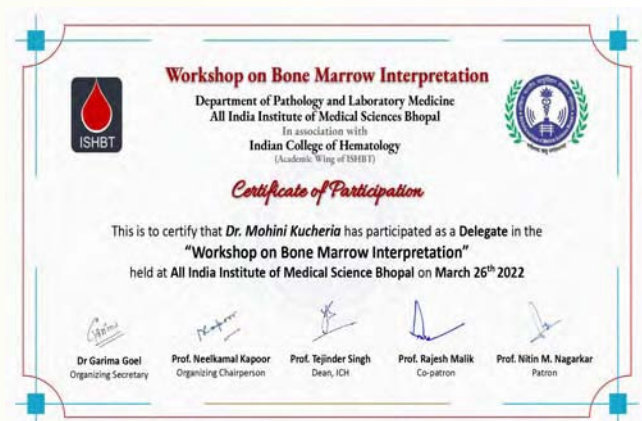 Workshop on Bone Marrow Interpretation
Department of Pathology and Laboratory Medicine
All India Institute of Medical Sciences Bhopal
In association with
Indian College of Hematology
(Academic Wing of ISHBT)
ISHBT
Certificate of Participation
This is to certify that Dr. Mohini Kucheria has participated as a Delegate in the
“Workshop on Bone Marrow Interpretation”
held at All India Institute of Medical Science Bhopal on March 26th 2022
Dr Garima Goel
Organizing Secretary
Prof. Neelkamal Kapoor
Organizing Chairperson
Prof. Tejinder Singh
Dean, ICH
Prof. Rajesh Malik
Co-patron
Prof. Nitin M. Nagarkar
Patron